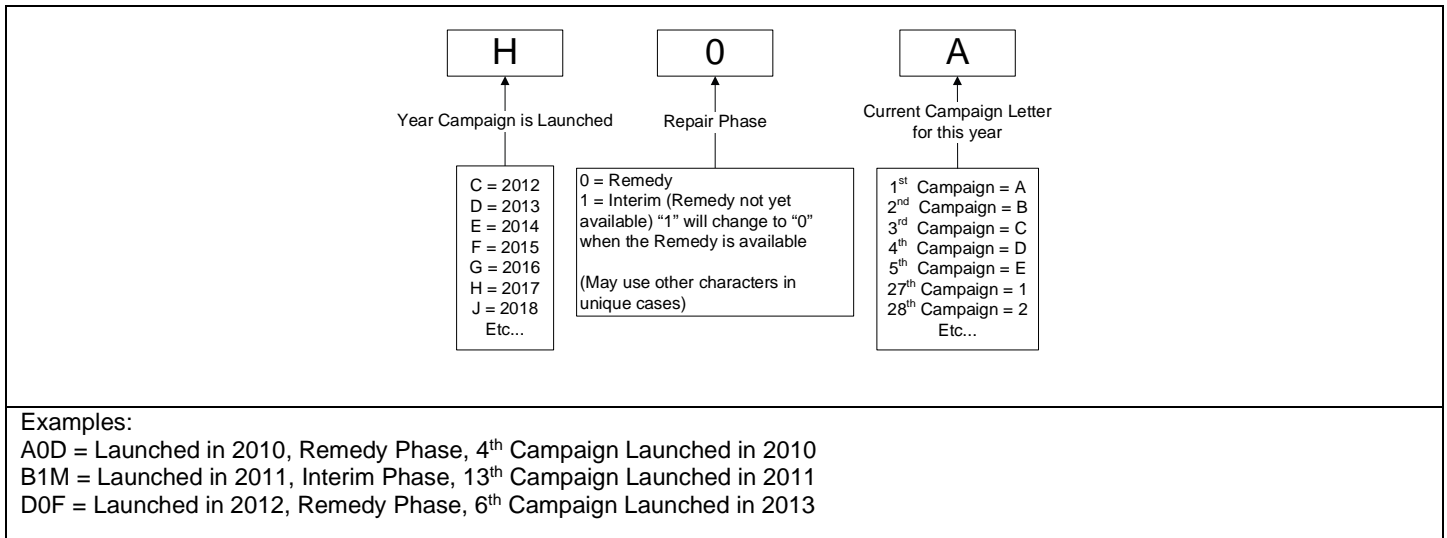 H
0
A
Year Campaign is Launched
Repair Phase
Current Campaign Letter
for this year
C = 2012
D = 2013
E = 2014
F = 2015
G = 2016
H = 2017
J = 2018
Etc...
0 = Remedy
1 = Interim (Remedy not yet
available) “1” will change to “0”
when the Remedy is available
(May use other characters in
unique cases)
1st Campaign = A
2nd Campaign = B
3rd Campaign = C
4th Campaign = D
5th Campaign = E
27th Campaign = 1
28th Campaign = 2
Etc...
Examples:
A0D = Launched in 2010, Remedy Phase, 4th Campaign Launched in 2010
B1M = Launched in 2011, Interim Phase, 13th Campaign Launched in 2011
D0F = Launched in 2012, Remedy Phase, 6th Campaign Launched in 2013